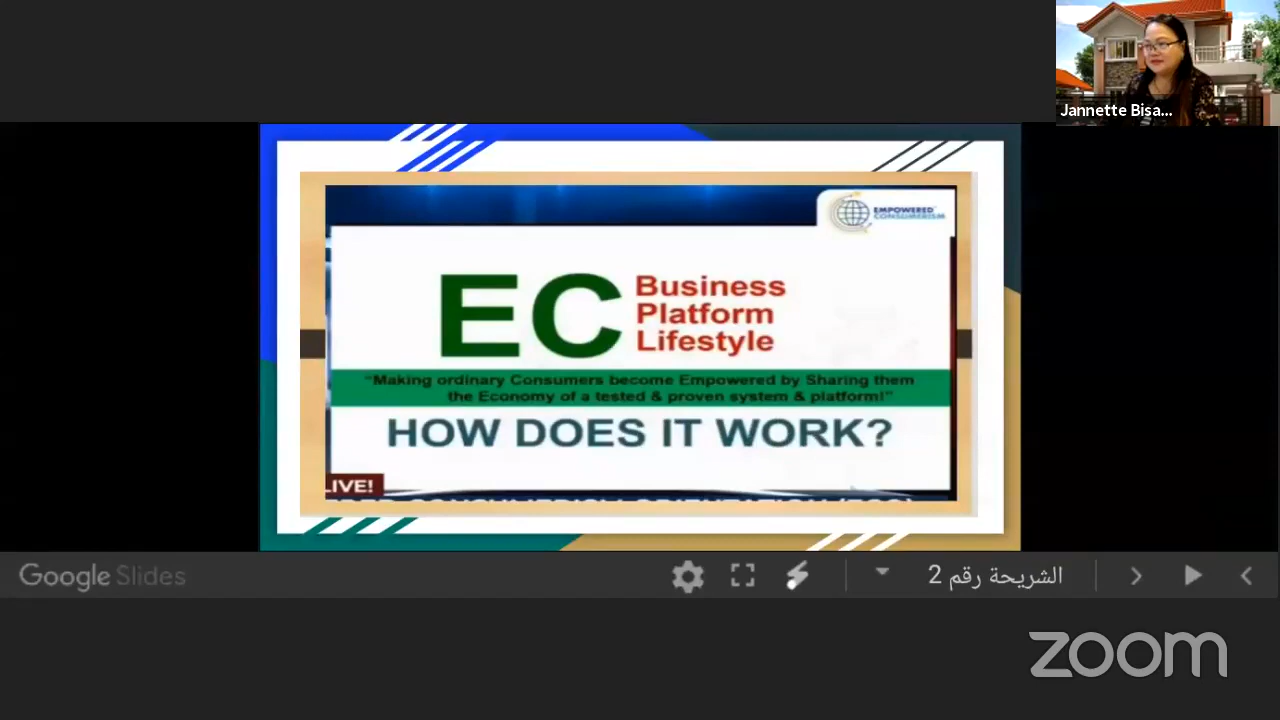 Jannette Bisa...
EMPOWERED
CONSUMERISM
EC
Business
Platform
Lifestyle
"Making ordinary Consumers become Empowered by Sharing them
the Economy of a tested & proven system & platform!"
HOW DOES IT WORK?
LIVE!
Google Slides
الشريحة رقم 2
zoom